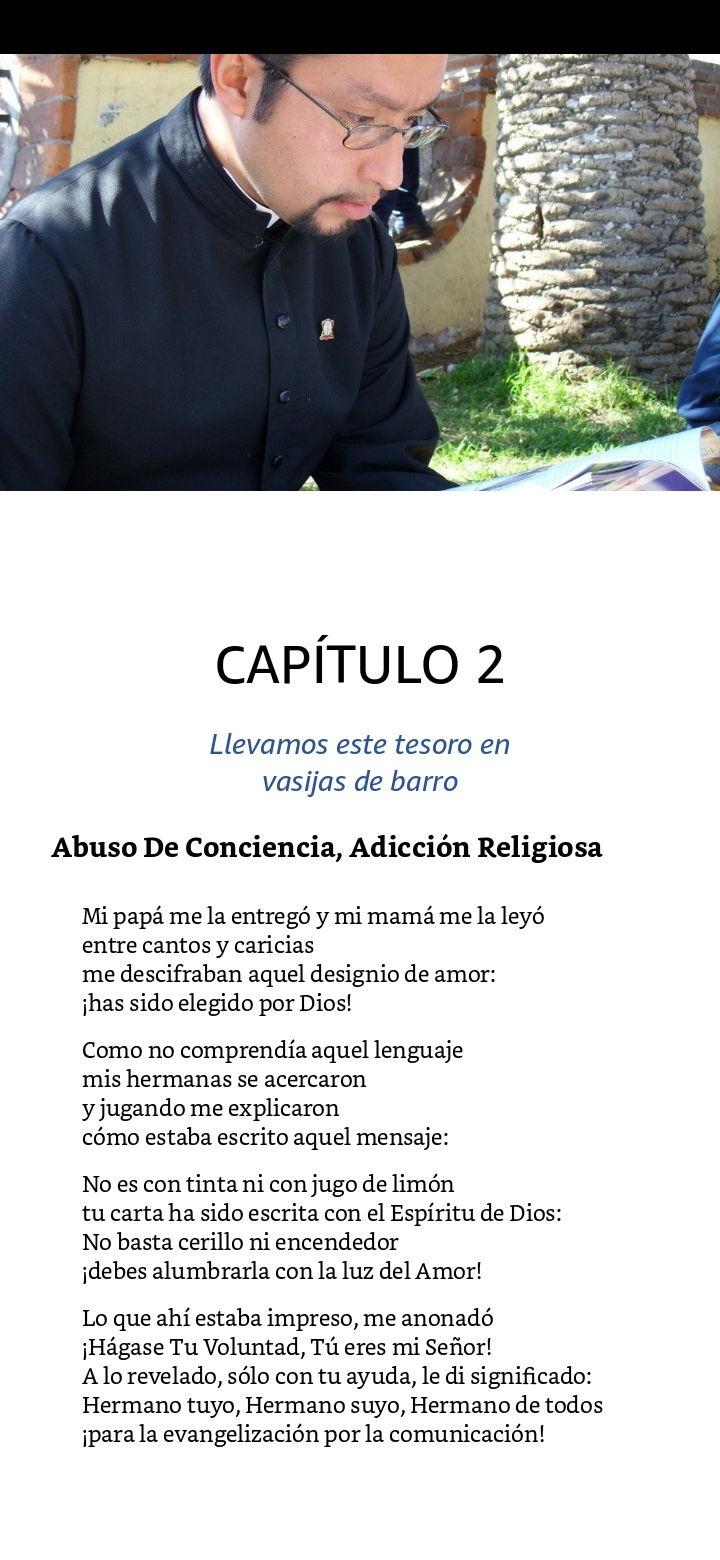 CAPÍTULO 2
Llevamos este tesoro en
vasijas de barro
Abuso De Conciencia, Adicción Religiosa
Mi papá me la entregó y mi mamá me la leyó
entre cantos y caricias
me descifraban aquel designio de amor:
¡has sido elegido por Dios!
Como no comprendía aquel lenguaje
mis hermanas se acercaron
y jugando me explicaron
cómo estaba escrito aquel mensaje:
No es con tinta ni con jugo de limón
tu carta ha sido escrita con el Espíritu de Dios:
No basta cerillo ni encendedor
¡debes alumbrarla con la luz del Amor!
Lo que ahí estaba impreso, me anonadó
¡Hágase Tu Voluntad, Tú eres mi Señor!
A lo revelado, sólo con tu ayuda, le di significado:
Hermano tuyo, Hermano suyo, Hermano de todos
¡para la evangelización por la comunicación!